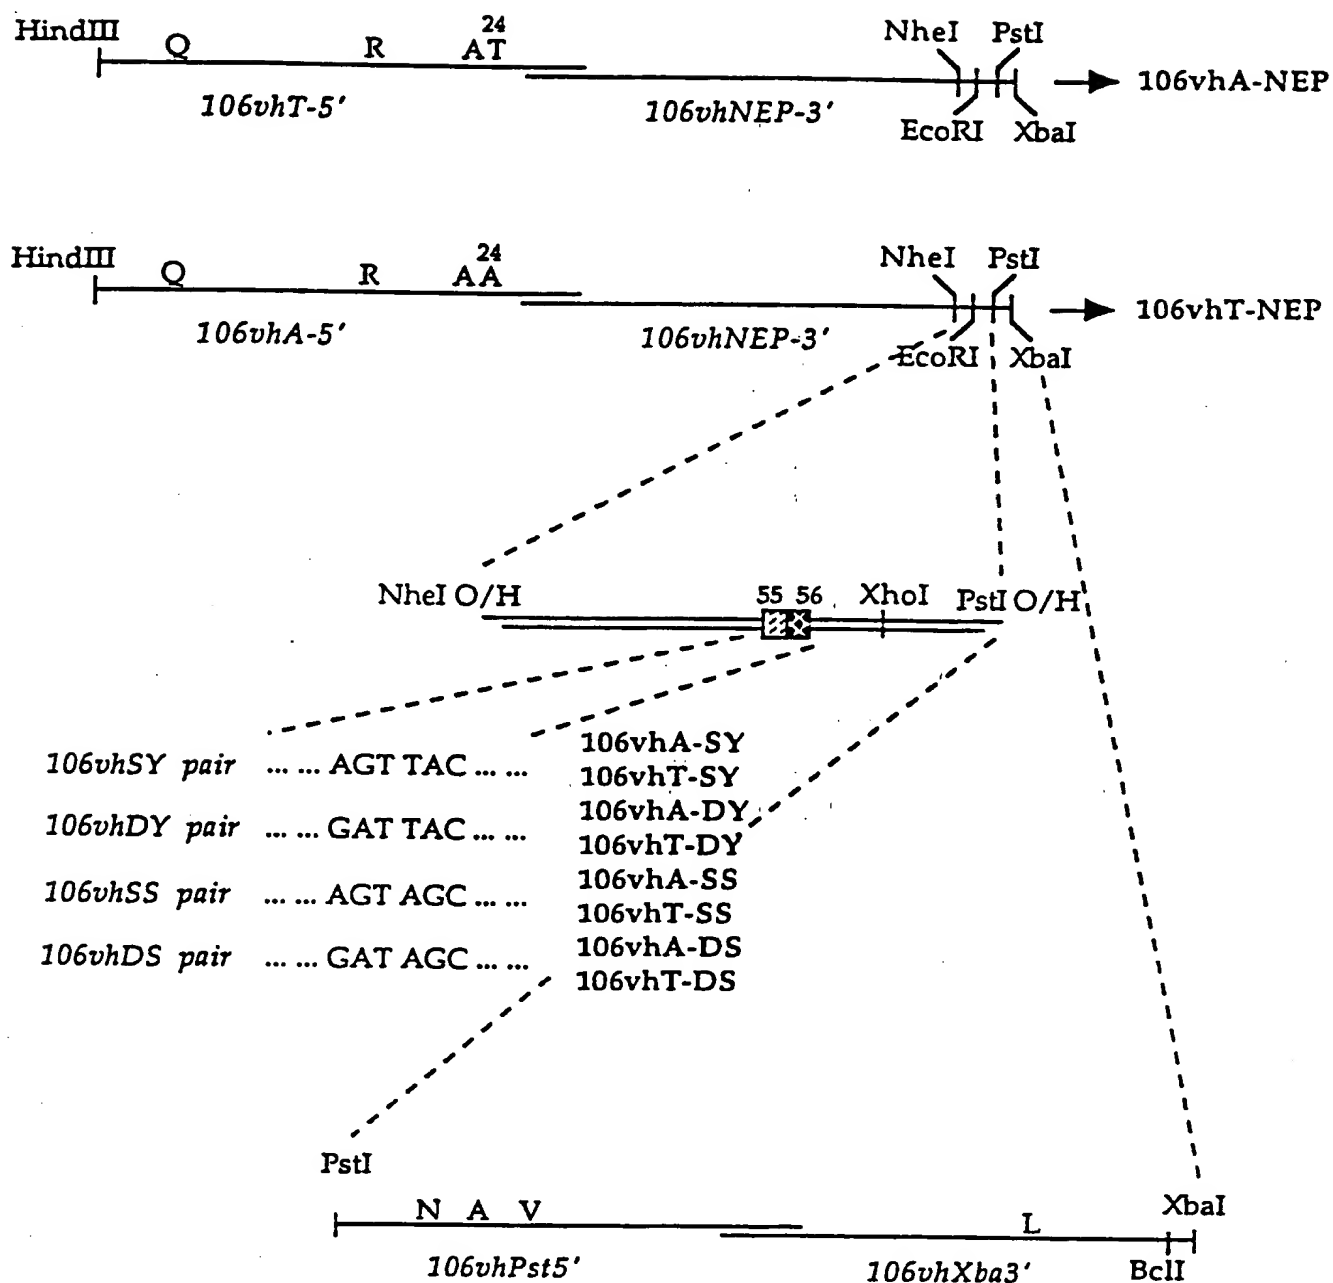 24
HindIII Q R AT NheI PstI
106vhT-5' 106vhNEP-3' 106vhA-NEP
EcoRI XbaI
24
HindIII Q R AA NheI PstI
106vhA-5' 106vhNEP-3' 106vhT-NEP
EcoRI XbaI
NheI O/H 55 56 XhoI PstI O/H
106vhA-SY
106vhSY pair ... ... AGT TAC ... ...
106vhT-SY
106vhA-DY
106vhDY pair ... ... GAT TAC ... ...
106vhT-DY
106vhA-SS
106vhSS pair ... ... AGT AGC ... ...
106vhT-SS
106vhA-DS
106vhDS pair ... ... GAT AGC ... ...
106vhT-DS
PstI
N A V L XbaI
106vhPst5' 106vhXba3' BclI